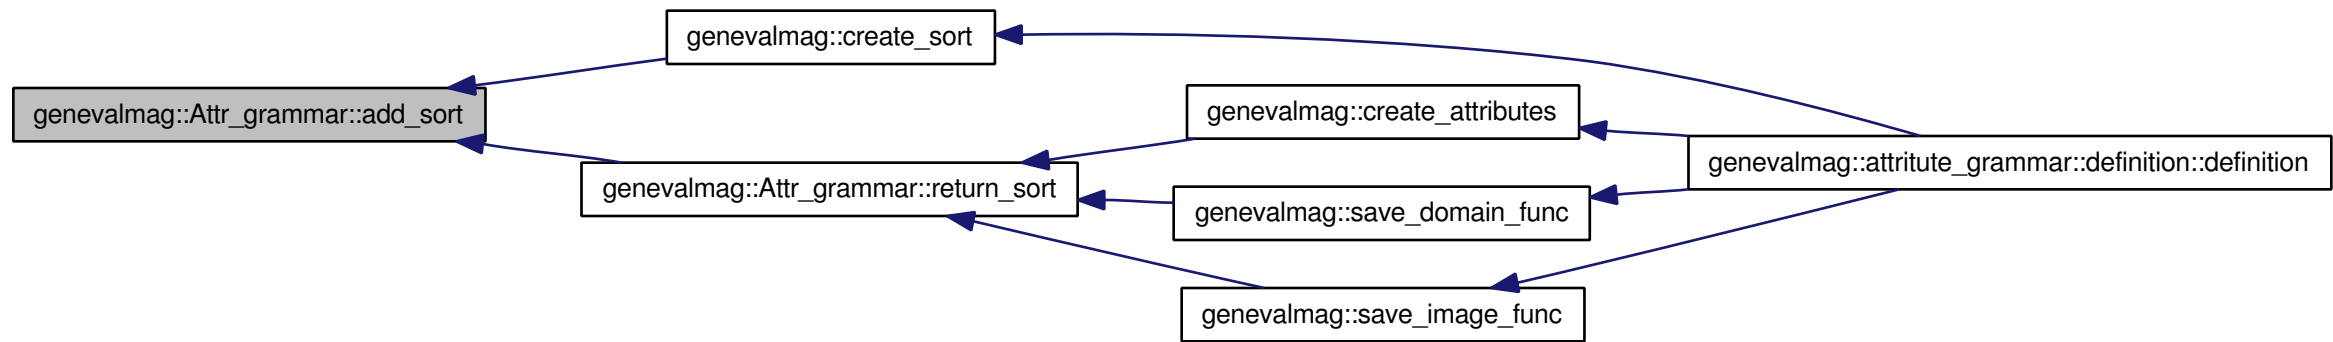 genevalmag::create_sort
genevalmag::Attr_grammar::add_sort
genevalmag::create_attributes
genevalmag::attritute_grammar::definition::definition
genevalmag::Attr_grammar::return_sort
genevalmag::save_domain_func
genevalmag::save_image_func